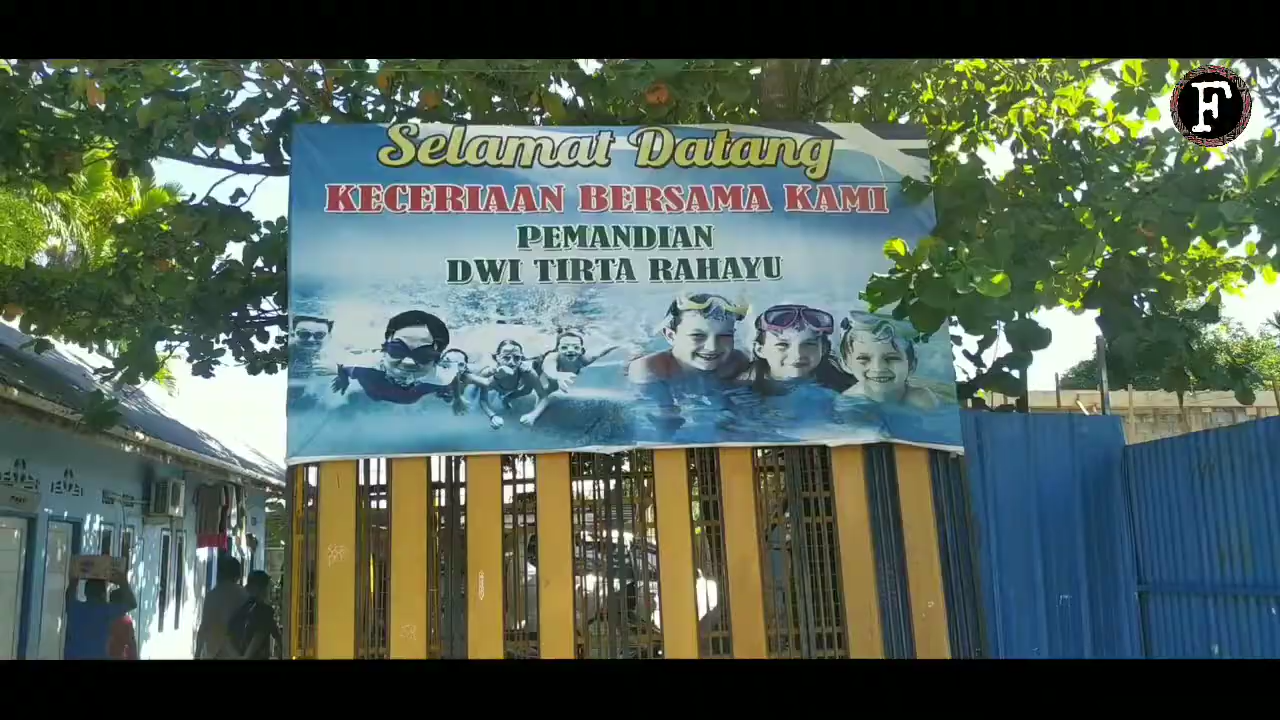 Selamat Datang
KECERIAAN BERSAMA KAMI
PEMANDIAN
DWI TIRTA RAHAYU
F